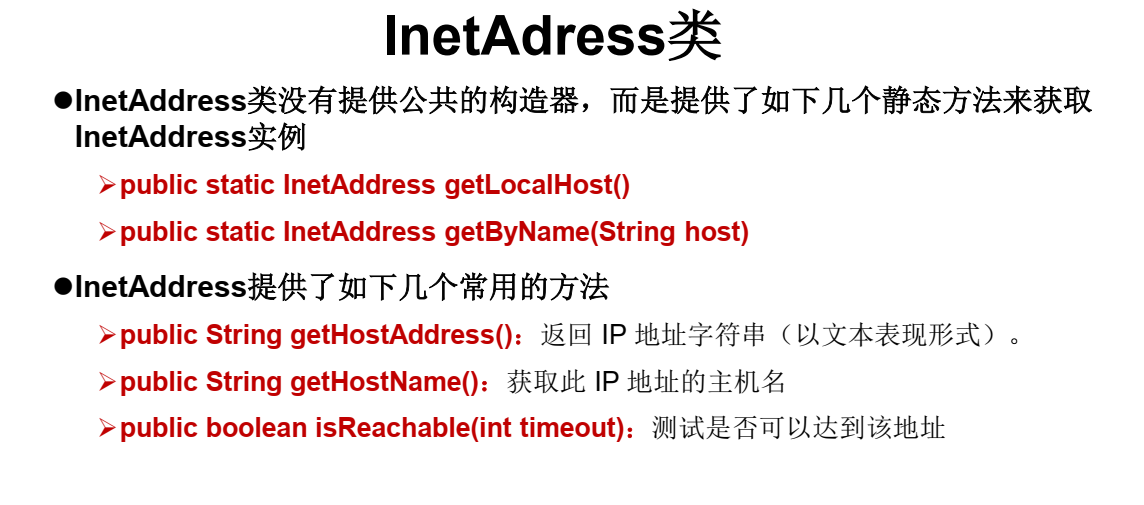 InetAdress类
●InetAddress类没有提供公共的构造器，而是提供了如下几个静态方法来获取
InetAddress实例
➢public static InetAddress getLocalHost()
➢public static InetAddress getByName(String host)
●InetAddress提供了如下几个常用的方法
➢public String getHostAddress()：返回 IP 地址字符串（以文本表现形式）。
➢public String getHostName()：获取此 IP 地址的主机名
➢public boolean isReachable(int timeout)：测试是否可以达到该地址